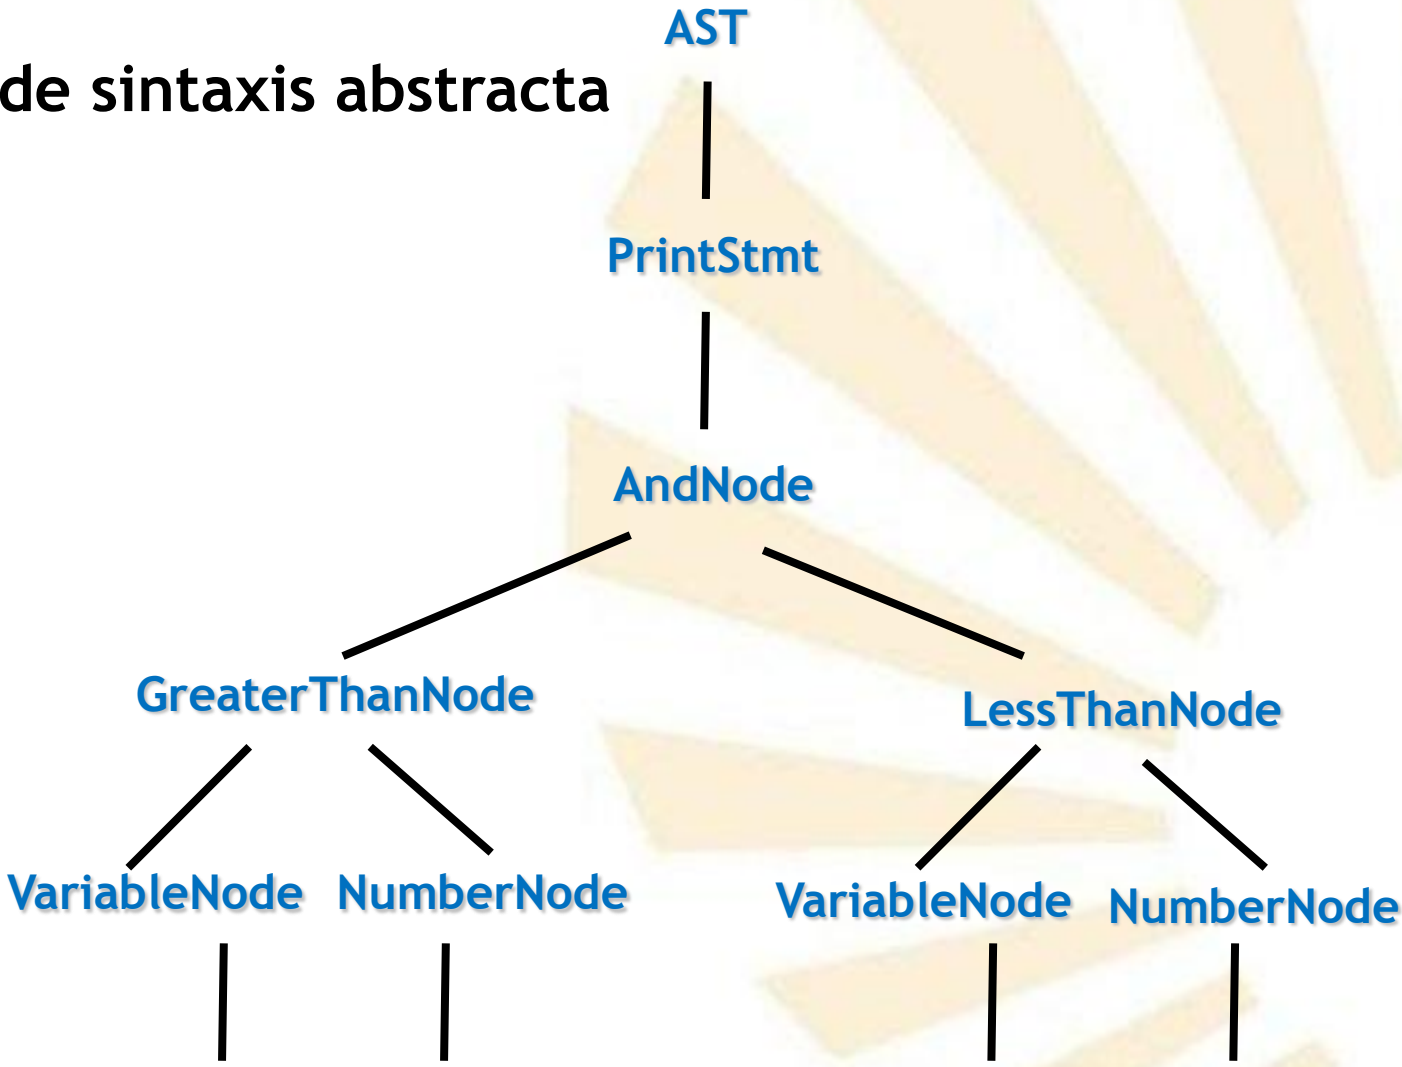 AST
de sintaxis abstracta
PrintStmt
AndNode
GreaterThanNode
LessThanNode
VariableNode
NumberNode
VariableNode
NumberNode